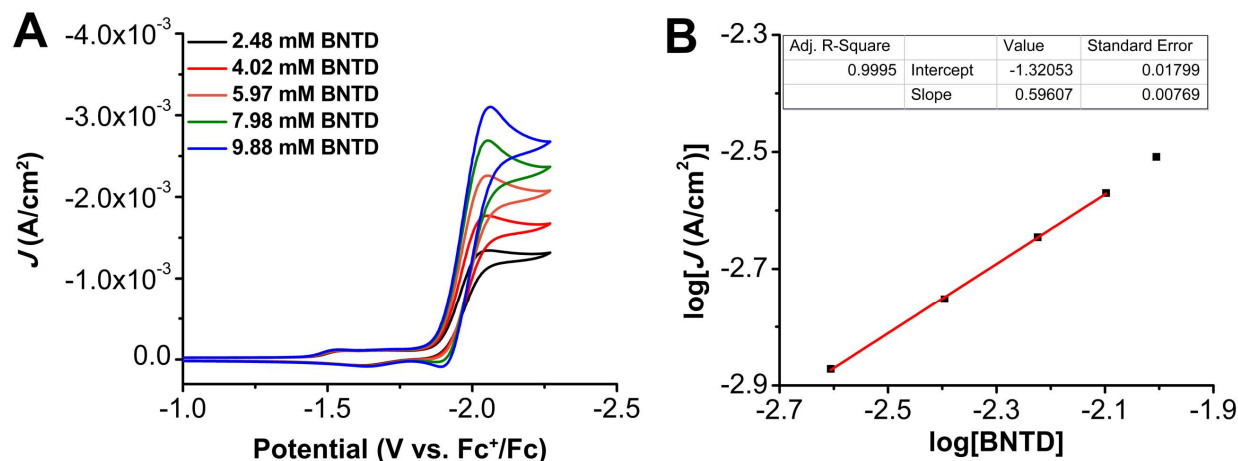 A
J (A/cm²)
-4.0x10⁻³
-3.0x10⁻³
-2.0x10⁻³
-1.0x10⁻³
0.0
2.48 mM BNTD
4.02 mM BNTD
5.97 mM BNTD
7.98 mM BNTD
9.88 mM BNTD
-1.0 -1.5 -2.0 -2.5
Potential (V vs. Fc⁺/Fc)
B
log[J (A/cm²)]
-2.3
-2.5
-2.7
-2.9
Adj. R-Square Value Standard Error
0.9995 Intercept -1.32053 0.01799
Slope 0.59607 0.00769
-2.7 -2.5 -2.3 -2.1 -1.9
log[BNTD]